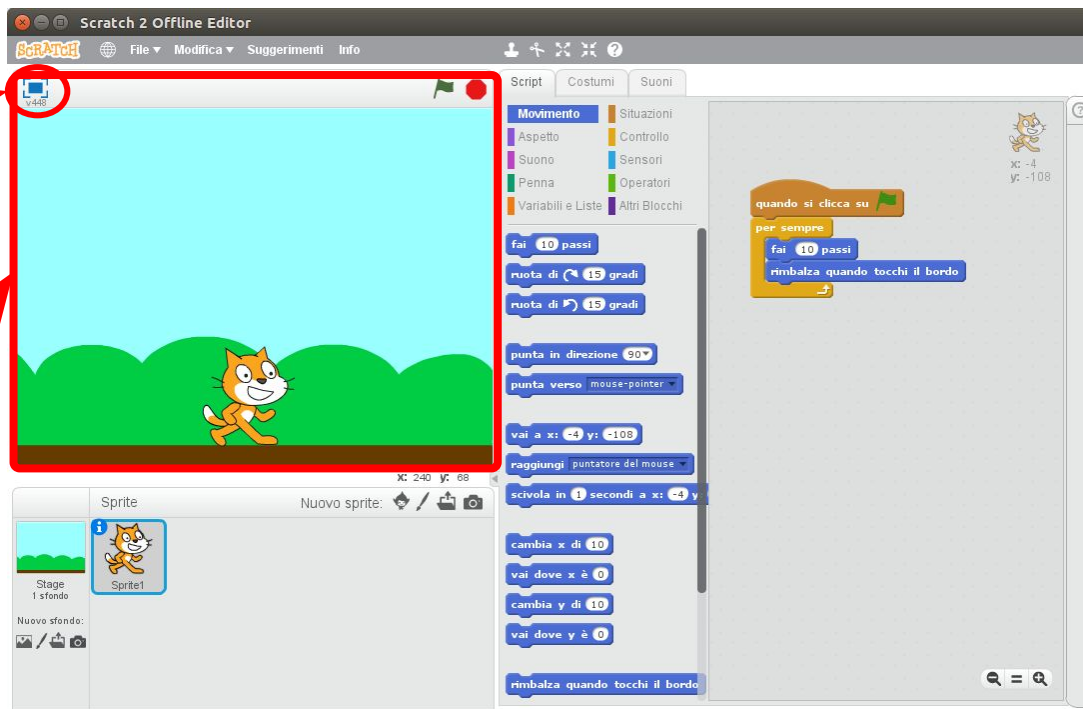 Scratch 2 Offline Editor
SCRATCH File Modifica Suggerimenti Info
v448
Script Costumi Suoni
Movimento Situazioni
Aspetto Controllo
Suono Sensori
Penna Operatori
Variabili e Liste Altri Blocchi
fai 10 passi
ruota di 15 gradi
ruota di 15 gradi
punta in direzione 90
punta verso mouse-pointer
vai a x: -4 y: -108
raggiungi puntatore del mouse
scivola in 1 secondi a x: -4 y
cambia x di 10
vai dove x è 0
cambia y di 10
vai dove y è 0
rimbalza quando tocchi il bordo
x: -4
y: -108
quando si clicca su
per sempre
fai 10 passi
rimbalza quando tocchi il bordo
X: 240 y: 68
Sprite Nuovo sprite:
Stage
1 sfondo
Sprite1
Nuovo sfondo: